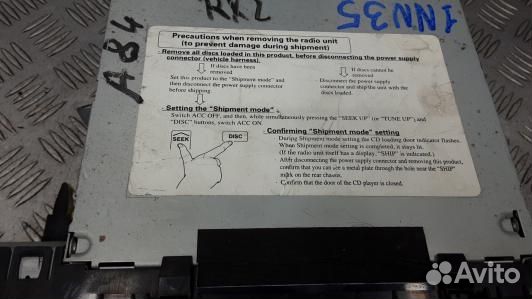 A84
RX2
1NN35
Precautions when removing the radio unit
(to prevent damage during shipment)
Remove all discs loaded in this product, before disconnecting the power supply
connector (vehicle harness).
If discs have been
removed
Set this product to the "Shipment mode" and
then disconnect the power supply connector
before shipping
If discs cannot be
removed
Disconnect the power supply
connector and ship the unit with the
discs loaded.
Setting the "Shipment mode"
Switch ACC OFF, and then, while simultaneously pressing the "SEEK UP" (or "TUNE UP") and
"DISC" buttons, switch ACC ON.
SEEK
DISC
Confirming "Shipment mode" setting
During Shipment mode setting the CD loading door indicator flashes.
When Shipment mode setting is completed, it stays lit.
(If the radio unit itself has a display, "SHIP" is indicated.)
After disconnecting the power supply connector and removing this product,
confirm that you can see a metal plate through the hole near the "SHIP"
mark on the rear chassis.
Confirm that the door of the CD player is closed.
Avito